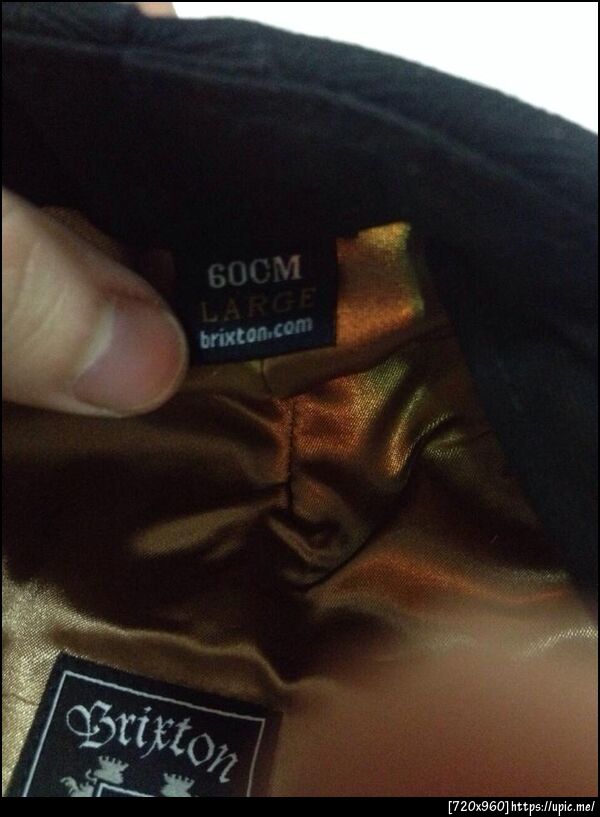 60CM
LARGE
brixton.com
Brixton
[720x960]https://upic.me/